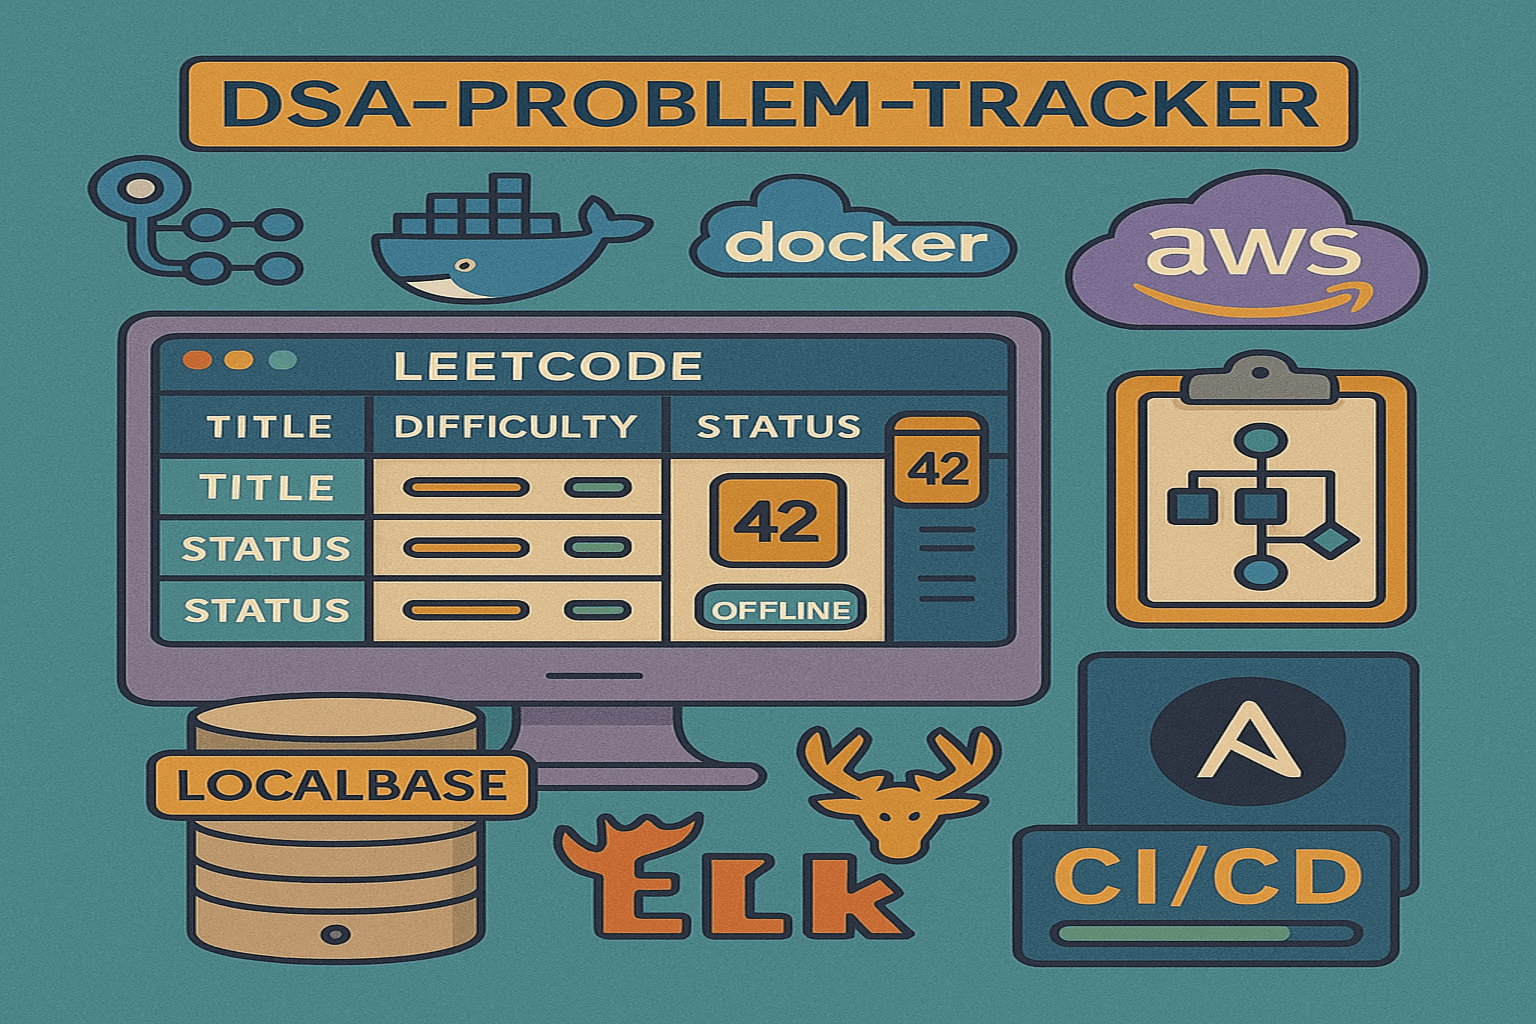 DSA-PROBLEM-TRACKER
docker
aws
LEETCODE
TITLE DIFFICULTY STATUS
TITLE
STATUS
STATUS
42
42
OFFLINE
LOCALBASE
ELK
A
CI/CD